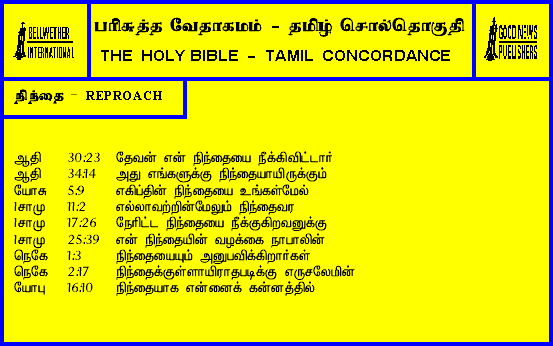 BELLWETHER
INTERNATIONAL
பரிசுத்த வேதாகமம் - தமிழ் சொல்தொகுதி
THE HOLY BIBLE - TAMIL CONCORDANCE
GOOD NEWS
PUBLISHERS
நிந்தை - REPROACH
ஆதி 30:23 தேவன் என் நிந்தையை நீக்கிவிட்டார்
ஆதி 34:14 அது எங்களுக்கு நிந்தையாயிருக்கும்
யோசு 5:9 எகிப்தின் நிந்தையை உங்கள்மேல்
1சாமு 11:2 எல்லாவற்றின்மேலும் நிந்தைவர
1சாமு 17:26 நேரிட்ட நிந்தையை நீக்குகிறவனுக்கு
1சாமு 25:39 என் நிந்தையின் வழக்கை நாபாலின்
நெகே 1:3 நிந்தையையும் அனுபவிக்கிறார்கள்
நெகே 2:17 நிந்தைக்குள்ளாயிராதபடிக்கு எருசலேமின்
யோபு 16:10 நிந்தையாக என்னைக் கன்னத்தில்